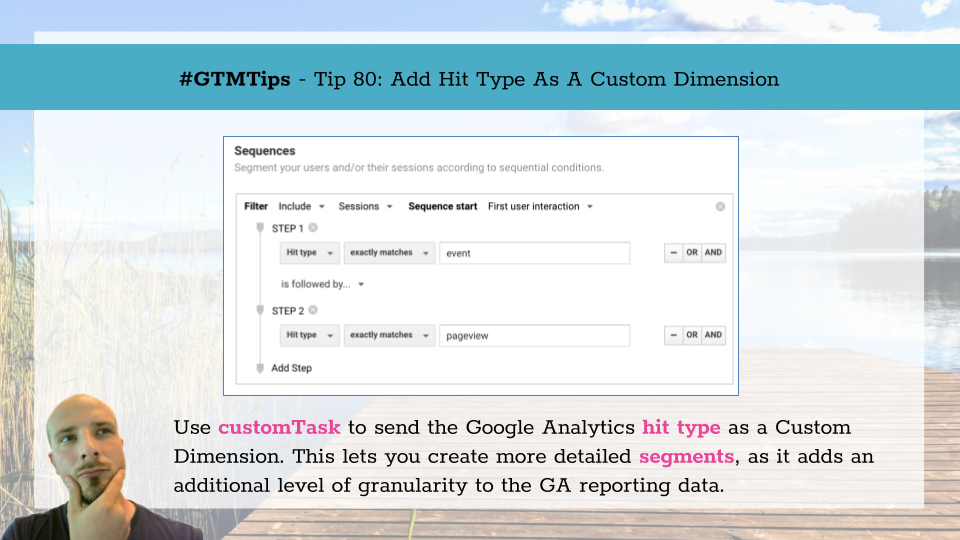 #GTMTips - Tip 80: Add Hit Type As A Custom Dimension
Sequences
Segment your users and/or their sessions according to sequential conditions.
Filter Include Sessions Sequence start First user interaction
STEP 1
Hit type exactly matches event – OR AND
is followed by...
STEP 2
Hit type exactly matches pageview – OR AND
Add Step
Use customTask to send the Google Analytics hit type as a Custom
Dimension. This lets you create more detailed segments, as it adds an
additional level of granularity to the GA reporting data.